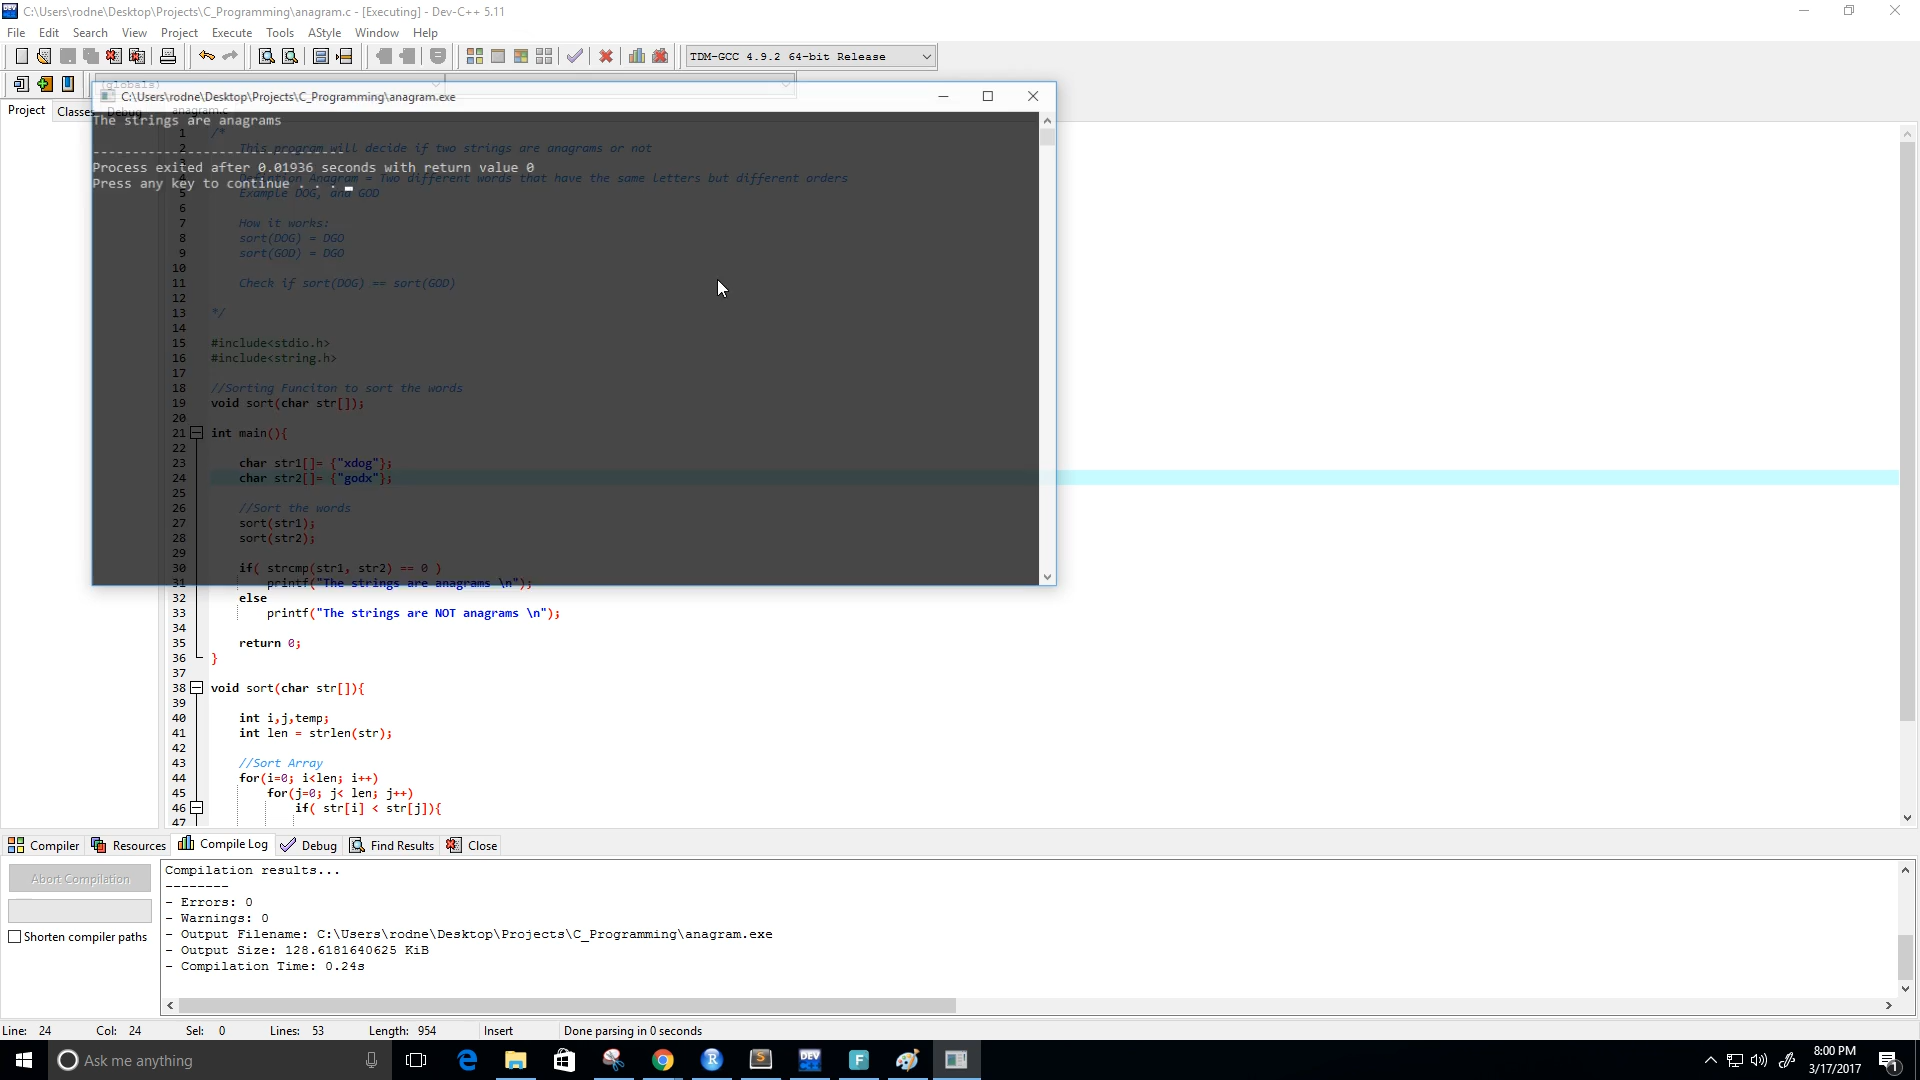 C:\Users\rodne\Desktop\Projects\C_Programming\anagram.c - [Executing] - Dev-C++ 5.11
File Edit Search View Project Execute Tools AStyle Window Help
TDM-GCC 4.9.2 64-bit Release
(globals)
Project Classes Debug anagram.c
C:\Users\rodne\Desktop\Projects\C_Programming\anagram.exe
The strings are anagrams
--------------------------------
Process exited after 0.01936 seconds with return value 0
Press any key to continue . . .
1 /*
This program will decide if two strings are anagrams or not
Anagram = Two different words that have the same letters but different orders
5 Example DOG, and GOD
6
7 How it works:
8 sort(DOG) = DGO
9 sort(GOD) = DGO
10
11 Check if sort(DOG) == sort(GOD)
12
13 */
14
15 #include<stdio.h>
16 #include<string.h>
17
18 //Sorting Funciton to sort the words
19 void sort(char str[]);
20
21 int main(){
22
23 char str1[]= {"xdog"};
24 char str2[]= {"godx"};
25
26 //Sort the words
27 sort(str1);
28 sort(str2);
29
30 if( strcmp(str1, str2) == 0 )
31 printf("The strings are anagrams \n");
32 else
33 printf("The strings are NOT anagrams \n");
34
35 return 0;
36 }
37
38 void sort(char str[]){
39
40 int i,j,temp;
41 int len = strlen(str);
42
43 //Sort Array
44 for(i=0; i<len; i++)
45 for(j=0; j< len; j++)
46 if( str[i] < str[j]){
47
Compiler Resources Compile Log Debug Find Results Close
Abort Compilation
Shorten compiler paths
Compilation results...
--------
- Errors: 0
- Warnings: 0
- Output Filename: C:\Users\rodne\Desktop\Projects\C_Programming\anagram.exe
- Output Size: 128.6181640625 KiB
- Compilation Time: 0.24s
Line: 24 Col: 24 Sel: 0 Lines: 53 Length: 954 Insert Done parsing in 0 seconds
Ask me anything
8:00 PM
3/17/2017
1